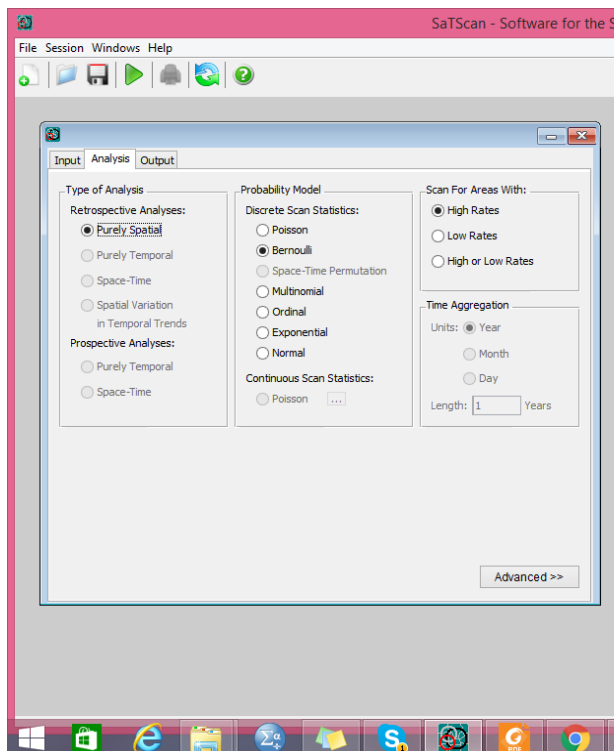 SaTScan - Software for the S
File Session Windows Help
Input Analysis Output
Type of Analysis
Retrospective Analyses:
Purely Spatial
Purely Temporal
Space-Time
Spatial Variation
in Temporal Trends
Prospective Analyses:
Purely Temporal
Space-Time
Probability Model
Discrete Scan Statistics:
Poisson
Bernoulli
Space-Time Permutation
Multinomial
Ordinal
Exponential
Normal
Continuous Scan Statistics:
Poisson ...
Scan For Areas With:
High Rates
Low Rates
High or Low Rates
Time Aggregation
Units: Year
Month
Day
Length: 1 Years
Advanced >>
Σα
S 1
PDF